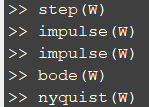 >> step(W)
>> impulse(W)
>> impulse(W)
>> bode(W)
>> nyquist(W)